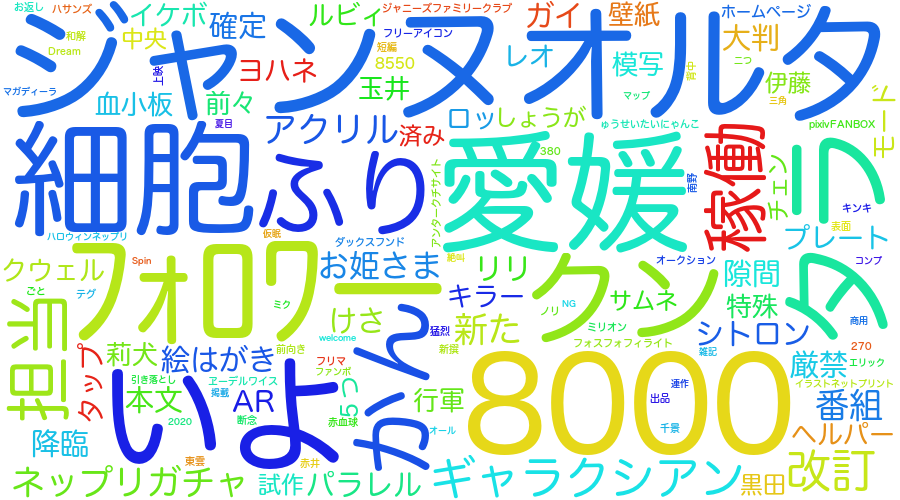 お返し
ハサンズ
イケボ
確定
ルビィ
ジャニーズファミリークラブ
ガイ
壁紙
ホームページ
和解
中央
Dream
フリーアイコン
大判
ジャンヌオルタ
ヨハネ
短編
8550
レオ
模写
背中
二つ
上映
マガディーラ
血小板
前々
玉井
マップ
伊藤
三角
モード
夏目
アクリル
済み
ロッ
しょうが
ゅうせいたいにゃんこ
pixivFANBOX
細胞
ふり
愛媛
380
稼働
チェン
ラ
アンタークチサイト
南野
キンキ
表面
ハロウィンネップリ
仮眠
ダックスフンド
プレート
クウェル
Spin
フォロワー
お姫さま
絶叫
リリ
クン
オークション
隙間
コンプ
タ
ごと
テグ
ミク
キラー
ノリ
NG
サムネ
特殊
担当
けさ
猛烈
新た
ミリオン
シトロン
商用
welcome
タップ
莉犬
絵はがき
前向き
かん
新撰
フォスフォフィライト
雑記
270
フリマ
ファンボ
厳禁
エリック
引き落とし
ヱーデルワイス
いよ
8000
連作
イラストネットプリント
本文
掲載
AR
5つ
行軍
出品
番組
2020
断念
赤血球
オール
千景
降臨
東雲
赤井
ヘルパー
ネップリガチャ
試作
パラレル
ギャラクシアン
黒田
改訂